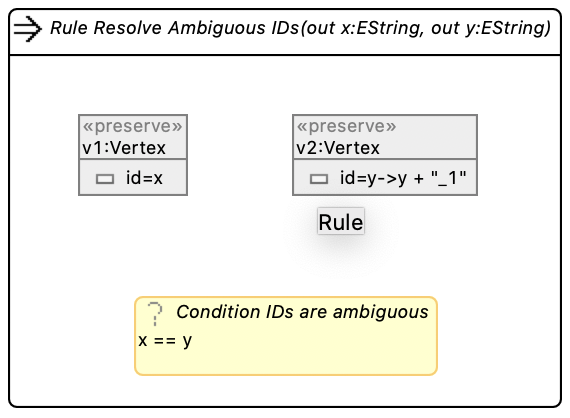 Rule Resolve Ambiguous IDs(out x:EString, out y:EString)
«preserve»
v1:Vertex
id=x
«preserve»
v2:Vertex
id=y->y + "_1"
Rule
Condition IDs are ambiguous
x == y